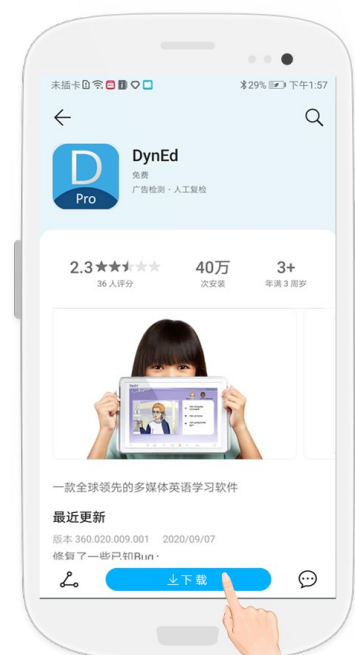 未插卡 29% 下午1:57
DynEd
免费
广告检测 · 人工复检
D
Pro
2.3 40万 3+
36 人评分 次安装 年满 3 周岁
一款全球领先的多媒体英语学习软件
最近更新
版本 360.020.009.001 2020/09/07
修复了一些已知Bug；
下载